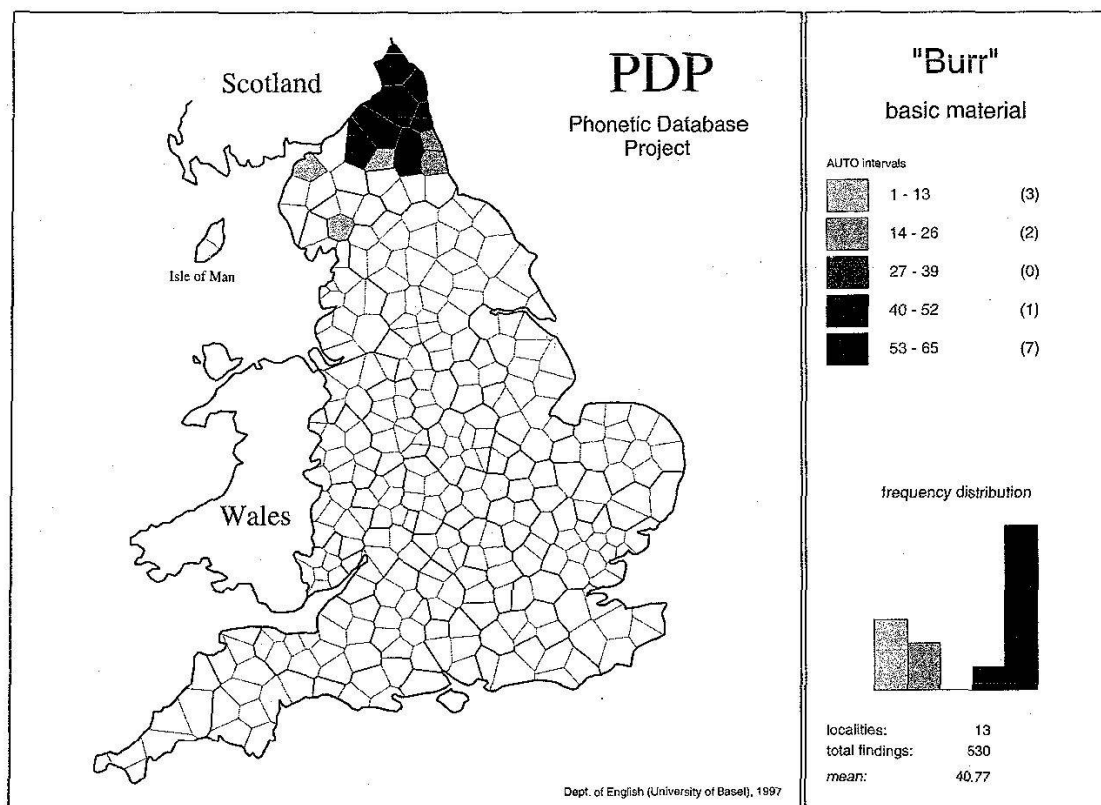 Scotland
PDP
Phonetic Database
Project
Isle of Man
Wales
Dept. of English (University of Basel), 1997
"Burr"
basic material
AUTO intervals
1 - 13 (3)
14 - 26 (2)
27 - 39 (0)
40 - 52 (1)
53 - 65 (7)
frequency distribution
localities: 13
total findings: 530
mean: 40.77